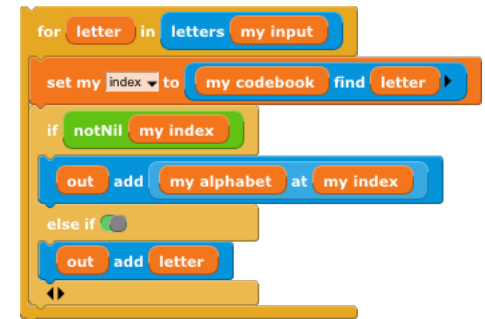 for letter in letters my input
set my index to my codebook find letter
if notNil my index
out add my alphabet at my index
else if
out add letter